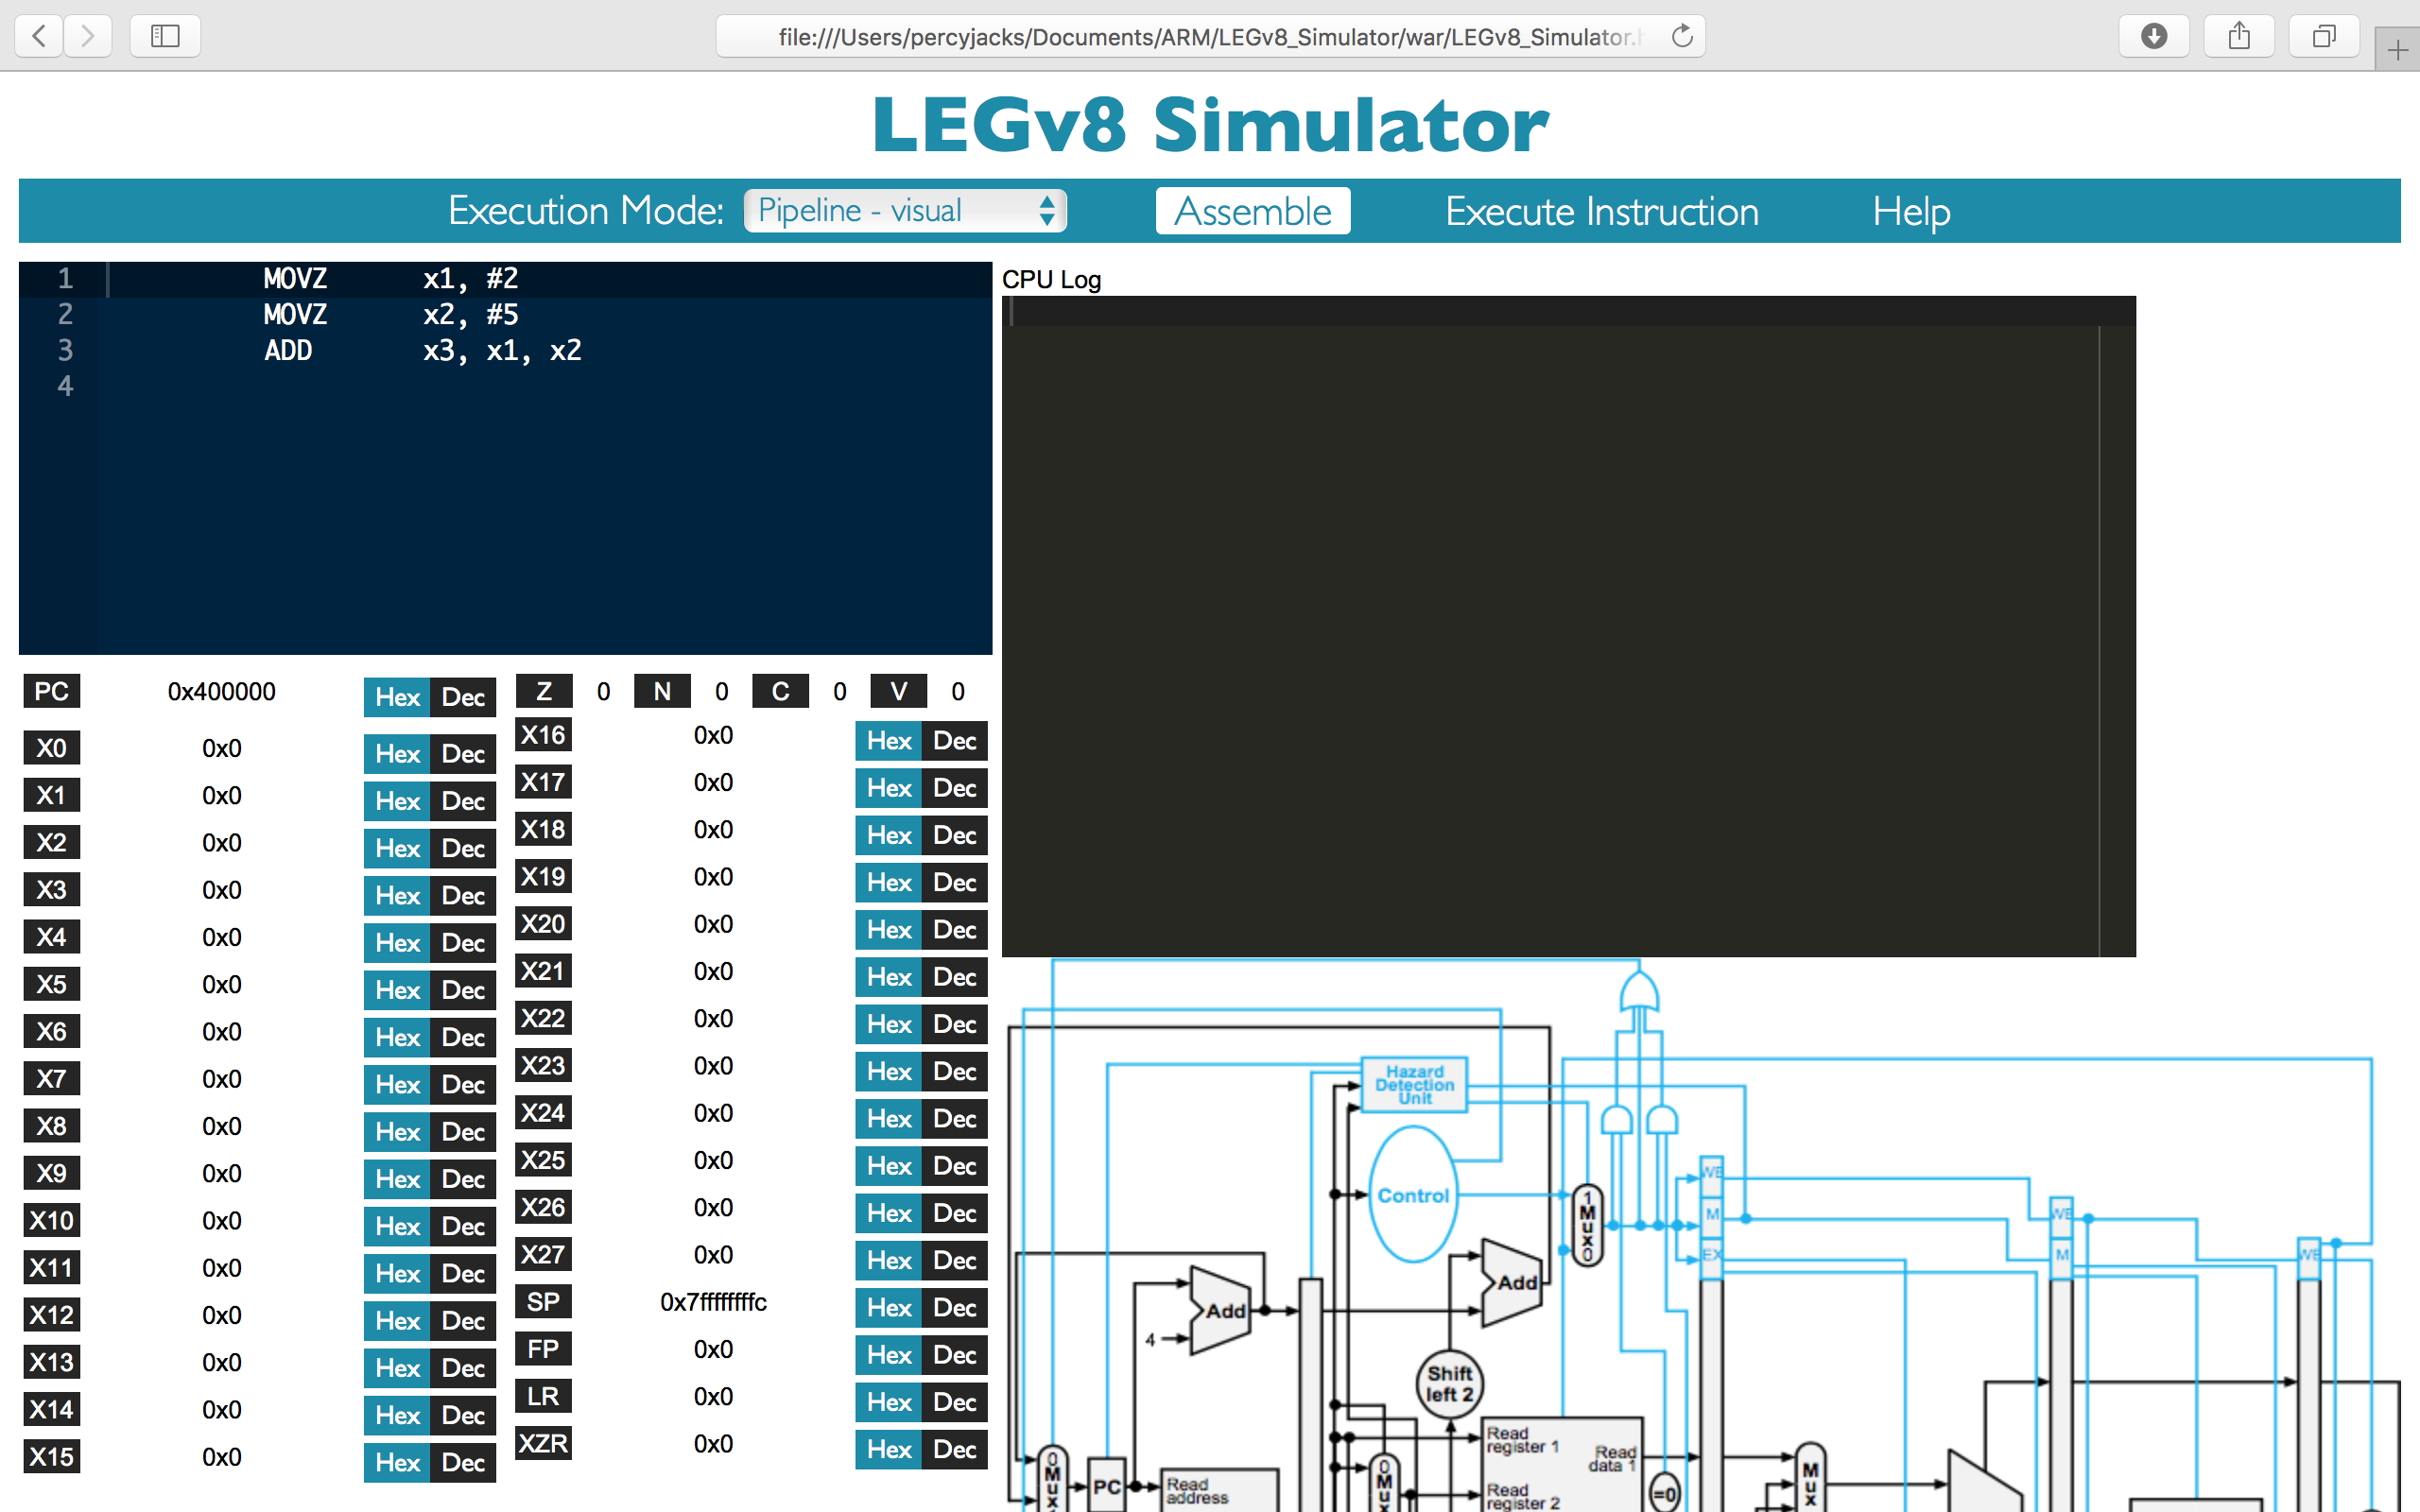 file:///Users/percyjacks/Documents/ARM/LEGv8_Simulator/war/LEGv8_Simulator.h
LEGv8 Simulator
Execution Mode: Pipeline - visual Assemble Execute Instruction Help
1 MOVZ x1, #2
2 MOVZ x2, #5
3 ADD x3, x1, x2
4
CPU Log
PC 0x400000 Hex Dec Z 0 N 0 C 0 V 0
X0 0x0 Hex Dec
X1 0x0 Hex Dec
X2 0x0 Hex Dec
X3 0x0 Hex Dec
X4 0x0 Hex Dec
X5 0x0 Hex Dec
X6 0x0 Hex Dec
X7 0x0 Hex Dec
X8 0x0 Hex Dec
X9 0x0 Hex Dec
X10 0x0 Hex Dec
X11 0x0 Hex Dec
X12 0x0 Hex Dec
X13 0x0 Hex Dec
X14 0x0 Hex Dec
X15 0x0 Hex Dec
X16 0x0 Hex Dec
X17 0x0 Hex Dec
X18 0x0 Hex Dec
X19 0x0 Hex Dec
X20 0x0 Hex Dec
X21 0x0 Hex Dec
X22 0x0 Hex Dec
X23 0x0 Hex Dec
X24 0x0 Hex Dec
X25 0x0 Hex Dec
X26 0x0 Hex Dec
X27 0x0 Hex Dec
SP 0x7ffffffffc Hex Dec
FP 0x0 Hex Dec
LR 0x0 Hex Dec
XZR 0x0 Hex Dec
Hazard
Detection
Unit
Control
1
M
u
x
0
WB
M
EX
WB
M
WB
Add
Add
4
Shift
left 2
0
M
u
x
PC
Read
address
0
M
u
x
Read
register 1
Read
data 1
Read
register 2
=0
M
u
x